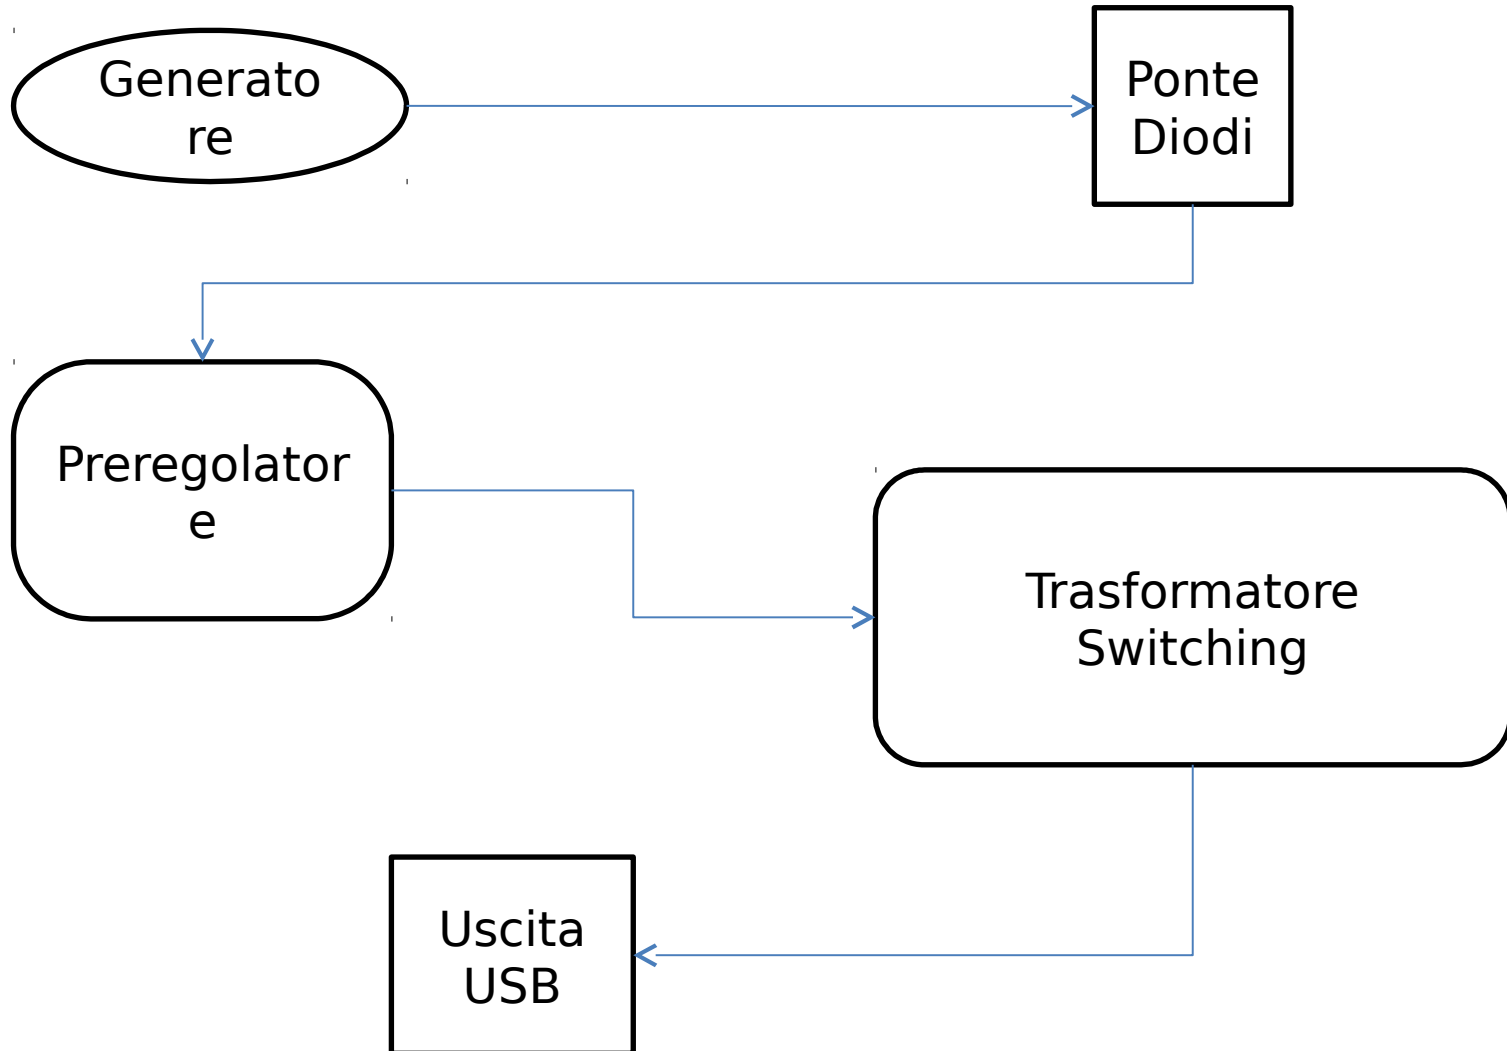 Generato
re
Ponte
Diodi
Preregolator
e
Trasformatore
Switching
Uscita
USB